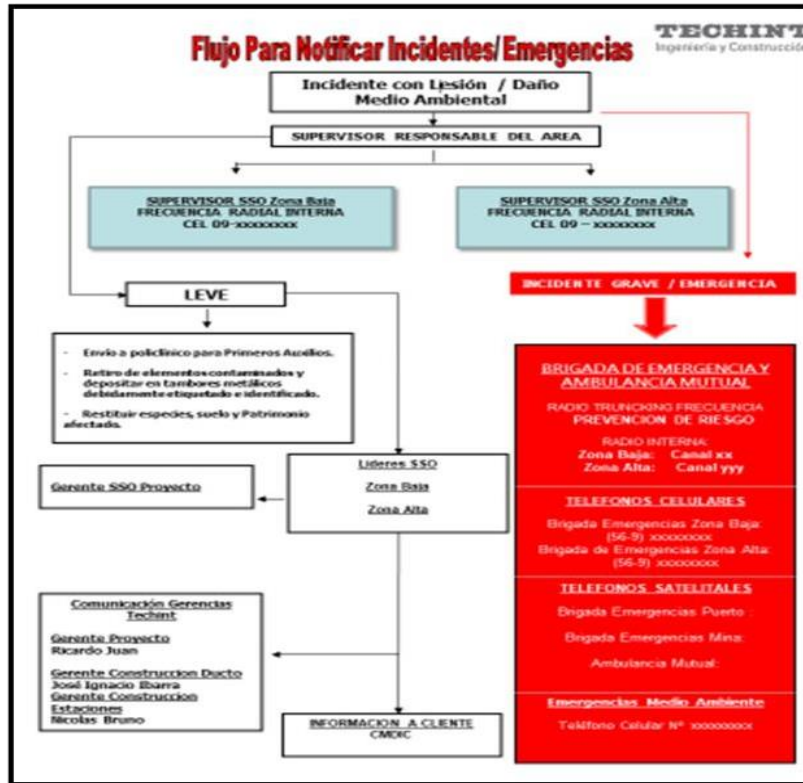 Flujo Para Notificar Incidentes/ Emergencias
TECHINT
Ingeniería y Construcción
Incidente con Lesión / Daño
Medio Ambiental
SUPERVISOR RESPONSABLE DEL AREA
SUPERVISOR SSO Zona Baja
FRECUENCIA RADIAL INTERNA
CEL 09-xxxxxxxx
SUPERVISOR SSO Zona Alta
FRECUENCIA RADIAL INTERNA
CEL 09 – xxxxxxxx
LEVE
INCIDENTE GRAVE / EMERGENCIA
- Envío a policlínico para Primeros Auxilios.
- Retiro de elementos contaminados y
depositar en tambores metálicos
debidamente etiquetado e identificado.
- Restituir especies, suelo y Patrimonio
afectado.
BRIGADA DE EMERGENCIA Y
AMBULANCIA MUTUAL
RADIO TRUNCKING FRECUENCIA
PREVENCION DE RIESGO
RADIO INTERNA:
Zona Baja: Canal xx
Zona Alta: Canal yyy
Líderes SSO
Zona Baja
Zona Alta
Gerente SSO Proyecto
TELEFONOS CELULARES
Brigada Emergencias Zona Baja:
(56-9) xxxxxxxxx
Brigada de Emergencias Zona Alta:
(56-9) xxxxxxxxx
TELEFONOS SATELITALES
Brigada Emergencias Puerto :
Brigada Emergencias Mina:
Ambulancia Mutual:
Comunicación Gerencias
Techint
Gerente Proyecto
Ricardo Juan
Gerente Construccion Ducto
José Ignacio Ibarra
Gerente Construccion
Estaciones
Nicolas Bruno
Emergencias Medio Ambiente
Teléfono Celular Nº xxxxxxxxx
INFORMACION A CLIENTE
CMDIC